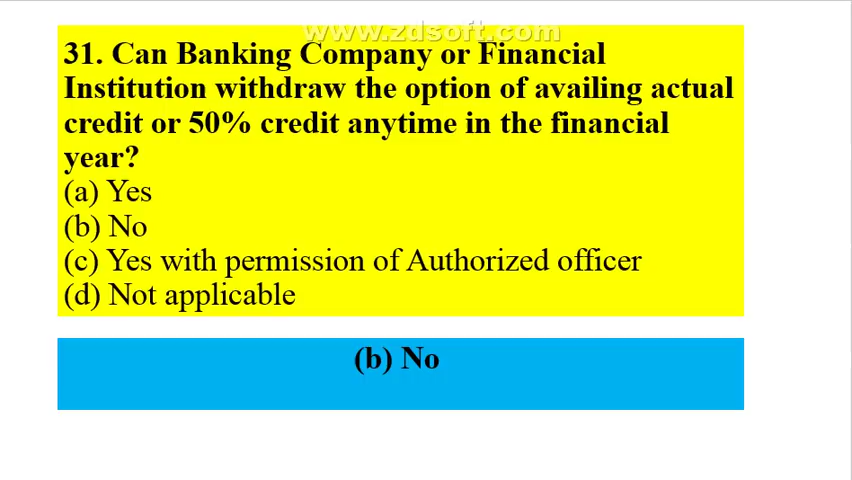 www.zdsoft.com
31. Can Banking Company or Financial
Institution withdraw the option of availing actual
credit or 50% credit anytime in the financial
year?
(a) Yes
(b) No
(c) Yes with permission of Authorized officer
(d) Not applicable
(b) No